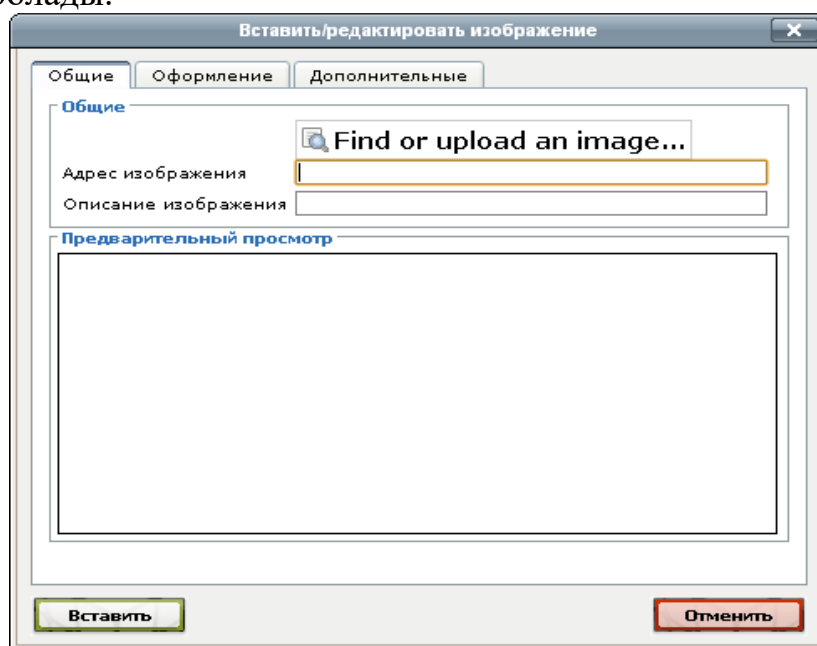 Вставить/редактировать изображение
Общие Оформление Дополнительные
Общие
Find or upload an image...
Адрес изображения
Описание изображения
Предварительный просмотр
Вставить Отменить